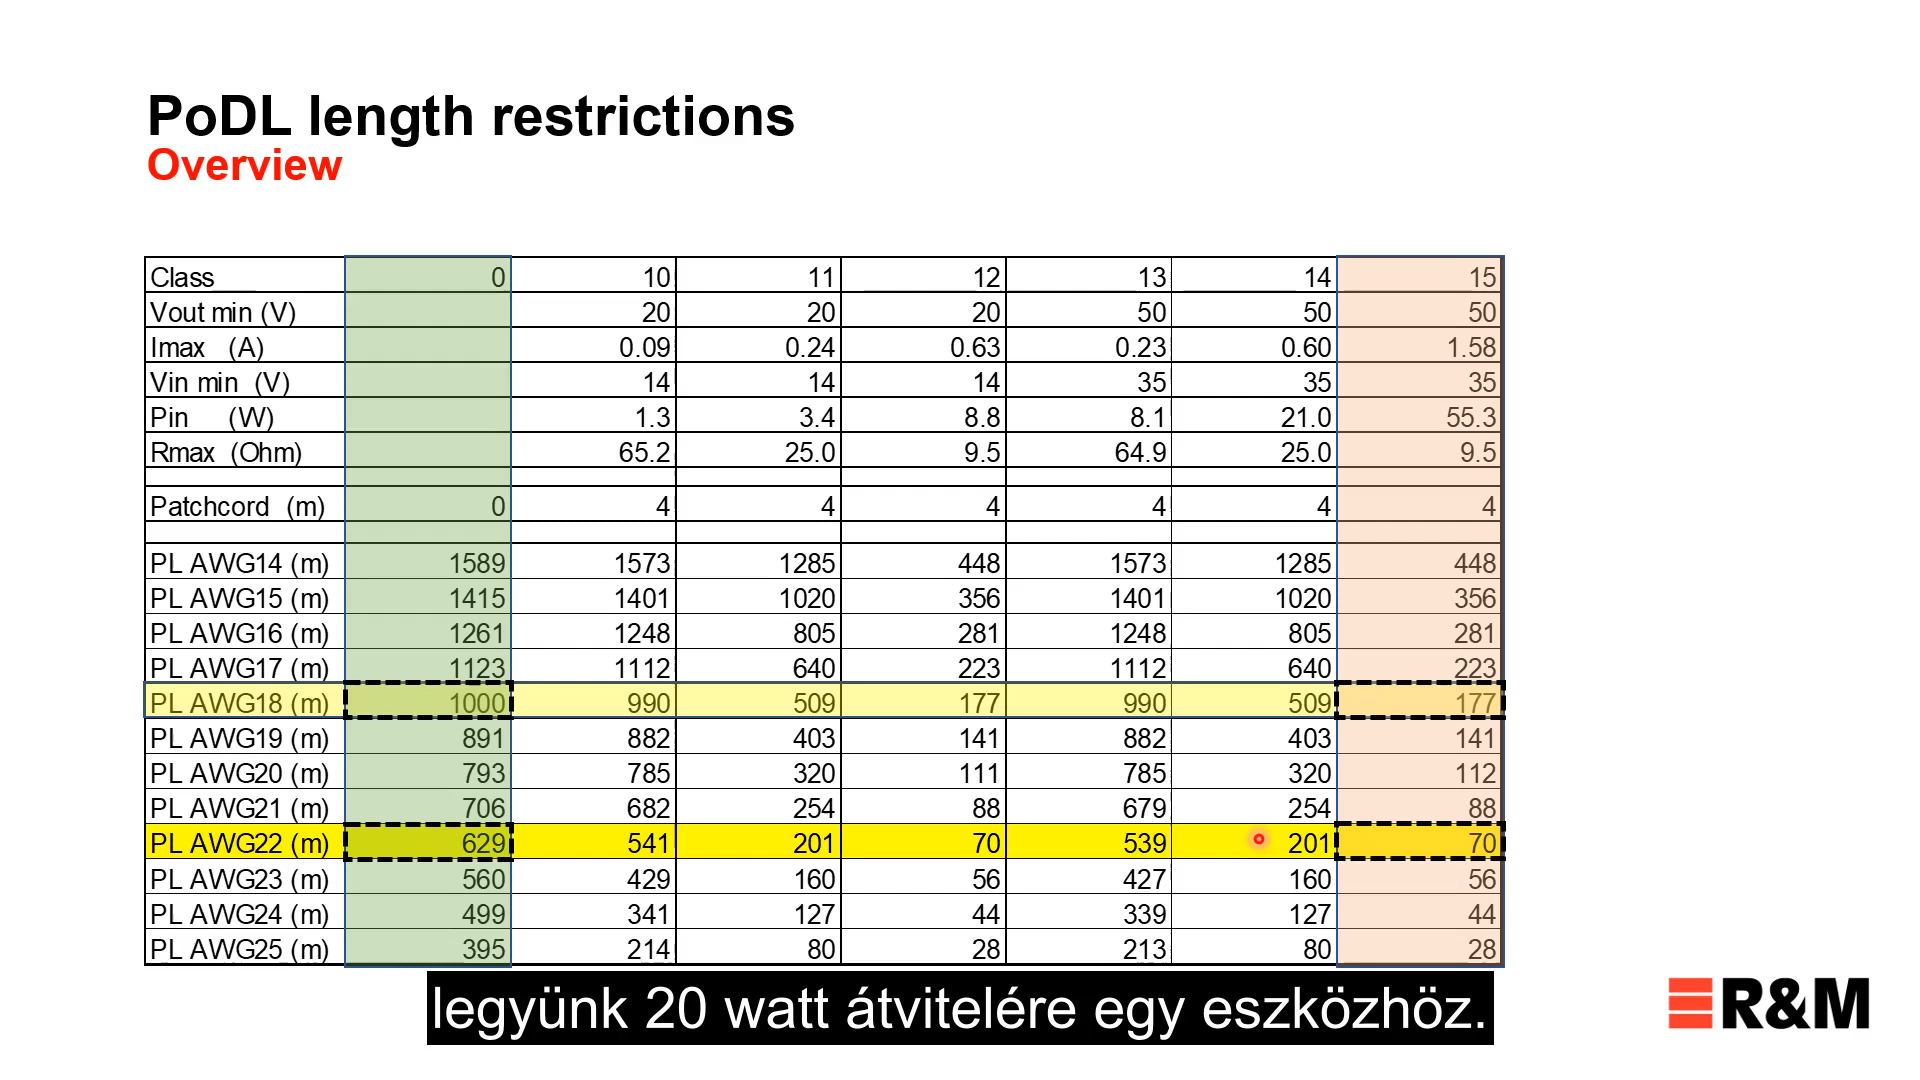 PoDL length restrictions
Overview
Class 0 10 11 12 13 14 15
Vout min (V) 20 20 20 50 50 50
Imax (A) 0.09 0.24 0.63 0.23 0.60 1.58
Vin min (V) 14 14 14 35 35 35
Pin (W) 1.3 3.4 8.8 8.1 21.0 55.3
Rmax (Ohm) 65.2 25.0 9.5 64.9 25.0 9.5
Patchcord (m) 0 4 4 4 4 4 4
PL AWG14 (m) 1589 1573 1285 448 1573 1285 448
PL AWG15 (m) 1415 1401 1020 356 1401 1020 356
PL AWG16 (m) 1261 1248 805 281 1248 805 281
PL AWG17 (m) 1123 1112 640 223 1112 640 223
PL AWG18 (m) 1000 990 509 177 990 509 177
PL AWG19 (m) 891 882 403 141 882 403 141
PL AWG20 (m) 793 785 320 111 785 320 112
PL AWG21 (m) 706 682 254 88 679 254 88
PL AWG22 (m) 629 541 201 70 539 201 70
PL AWG23 (m) 560 429 160 56 427 160 56
PL AWG24 (m) 499 341 127 44 339 127 44
PL AWG25 (m) 395 214 80 28 213 80 28
legyünk 20 watt átvitelére egy eszközhöz.
R&M